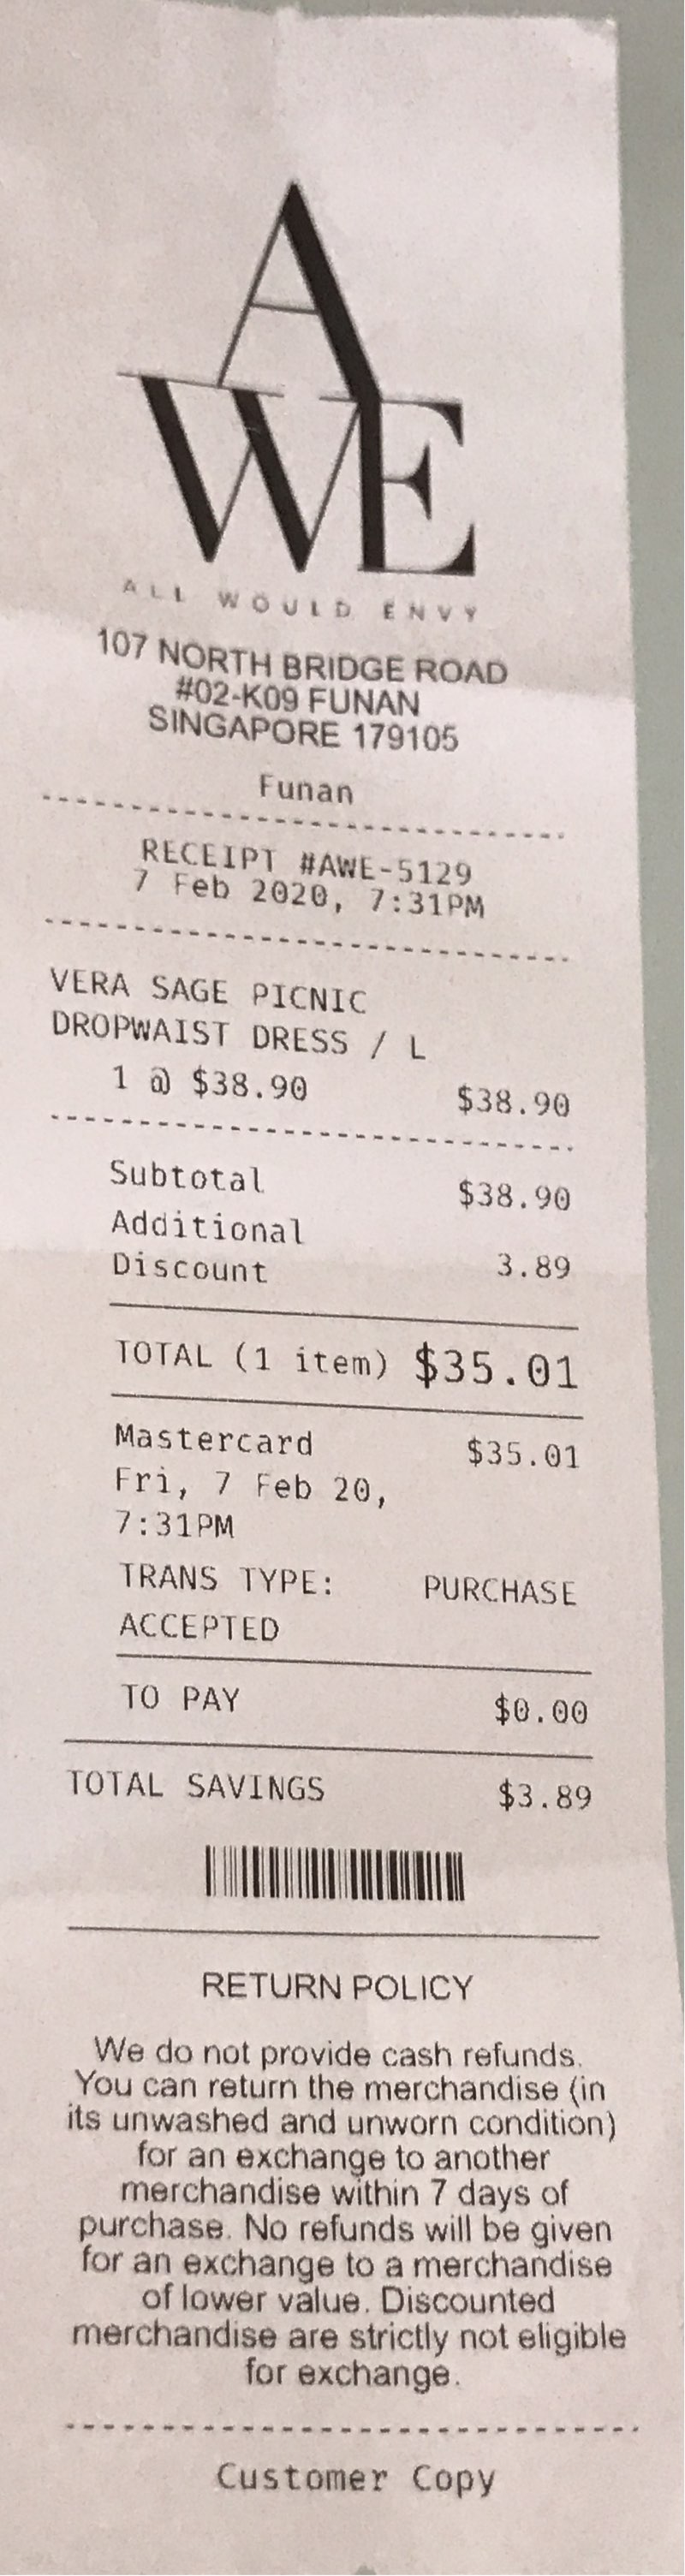 AWE
ALL WOULD ENVY
107 NORTH BRIDGE ROAD
#02-K09 FUNAN
SINGAPORE 179105
Funan
RECEIPT #AWE-5129
7 Feb 2020, 7:31PM
VERA SAGE PICNIC
DROPWAIST DRESS / L
1 @ $38.90 $38.90
Subtotal $38.90
Additional
Discount 3.89
TOTAL (1 item) $35.01
Mastercard $35.01
Fri, 7 Feb 20,
7:31PM
TRANS TYPE: PURCHASE
ACCEPTED
TO PAY $0.00
TOTAL SAVINGS $3.89
RETURN POLICY
We do not provide cash refunds.
You can return the merchandise (in
its unwashed and unworn condition)
for an exchange to another
merchandise within 7 days of
purchase. No refunds will be given
for an exchange to a merchandise
of lower value. Discounted
merchandise are strictly not eligible
for exchange.
Customer Copy